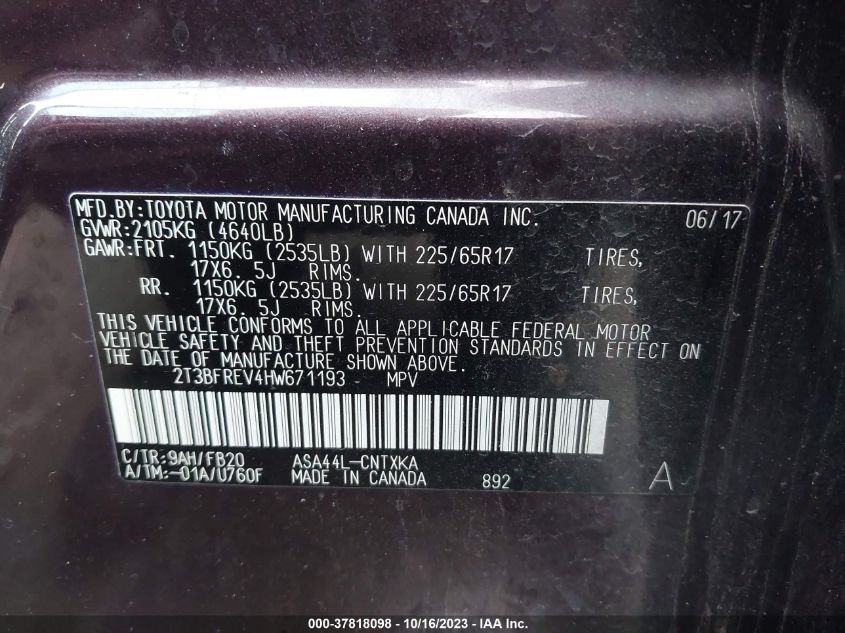 MFD.BY:TOYOTA MOTOR MANUFACTURING CANADA INC. 06/17
GVWR:2105KG (4640LB)
GAWR:FRT. 1150KG (2535LB) WITH 225/65R17 TIRES,
17X6. 5J RIMS.
RR. 1150KG (2535LB) WITH 225/65R17 TIRES,
17X6. 5J RIMS.
THIS VEHICLE CONFORMS TO ALL APPLICABLE FEDERAL MOTOR
VEHICLE SAFETY AND THEFT PREVENTION STANDARDS IN EFFECT ON
THE DATE OF MANUFACTURE SHOWN ABOVE.
2T3BFREV4HW671193 MPV
C/TR:9AH/FB20 ASA44L-CNTXKA
A/TM:-01A/U760F MADE IN CANADA 892 A
000-37818098 - 10/16/2023 - IAA Inc.